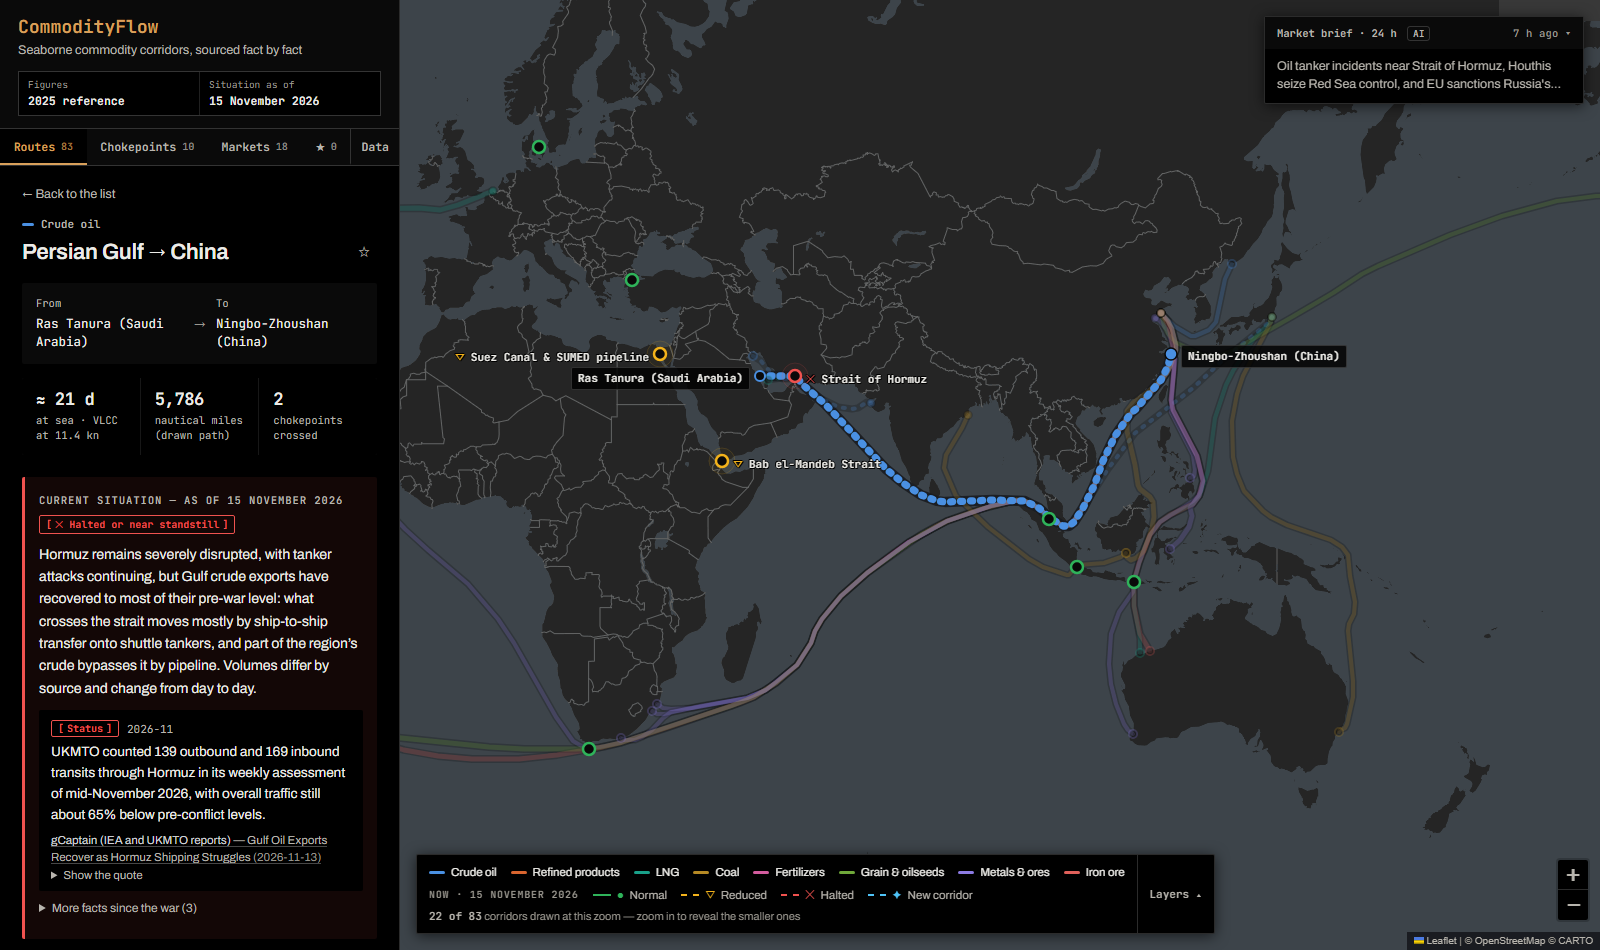 CommodityFlow
Seaborne commodity corridors, sourced fact by fact
Figures
2025 reference
Situation as of
15 November 2026
Routes 83
Chokepoints 10
Markets 18
★ 0
Data
← Back to the list
Crude oil
Persian Gulf → China
☆
From
Ras Tanura (Saudi
Arabia)
→
To
Ningbo-Zhoushan
(China)
≈ 21 d
at sea · VLCC
at 11.4 kn
5,786
nautical miles
(drawn path)
2
chokepoints
crossed
CURRENT SITUATION — AS OF 15 NOVEMBER 2026
[ ✕ Halted or near standstill ]
Hormuz remains severely disrupted, with tanker
attacks continuing, but Gulf crude exports have
recovered to most of their pre-war level: what
crosses the strait moves mostly by ship-to-ship
transfer onto shuttle tankers, and part of the region's
crude bypasses it by pipeline. Volumes differ by
source and change from day to day.
[ Status ] 2026-11
UKMTO counted 139 outbound and 169 inbound
transits through Hormuz in its weekly assessment
of mid-November 2026, with overall traffic still
about 65% below pre-conflict levels.
gCaptain (IEA and UKMTO reports) — Gulf Oil Exports
Recover as Hormuz Shipping Struggles (2026-11-13)
▶ Show the quote
▶ More facts since the war (3)
Market brief · 24 h AI 7 h ago ▾
Oil tanker incidents near Strait of Hormuz, Houthis
seize Red Sea control, and EU sanctions Russia's...
▽ Suez Canal & SUMED pipeline
Ras Tanura (Saudi Arabia)
✕ Strait of Hormuz
Ningbo-Zhoushan (China)
▽ Bab el-Mandeb Strait
Crude oil
Refined products
LNG
Coal
Fertilizers
Grain & oilseeds
Metals & ores
Iron ore
NOW · 15 NOVEMBER 2026
Normal
▽ Reduced
✕ Halted
✦ New corridor
22 of 83 corridors drawn at this zoom — zoom in to reveal the smaller ones
Layers ▴
+
−
Leaflet | © OpenStreetMap © CARTO